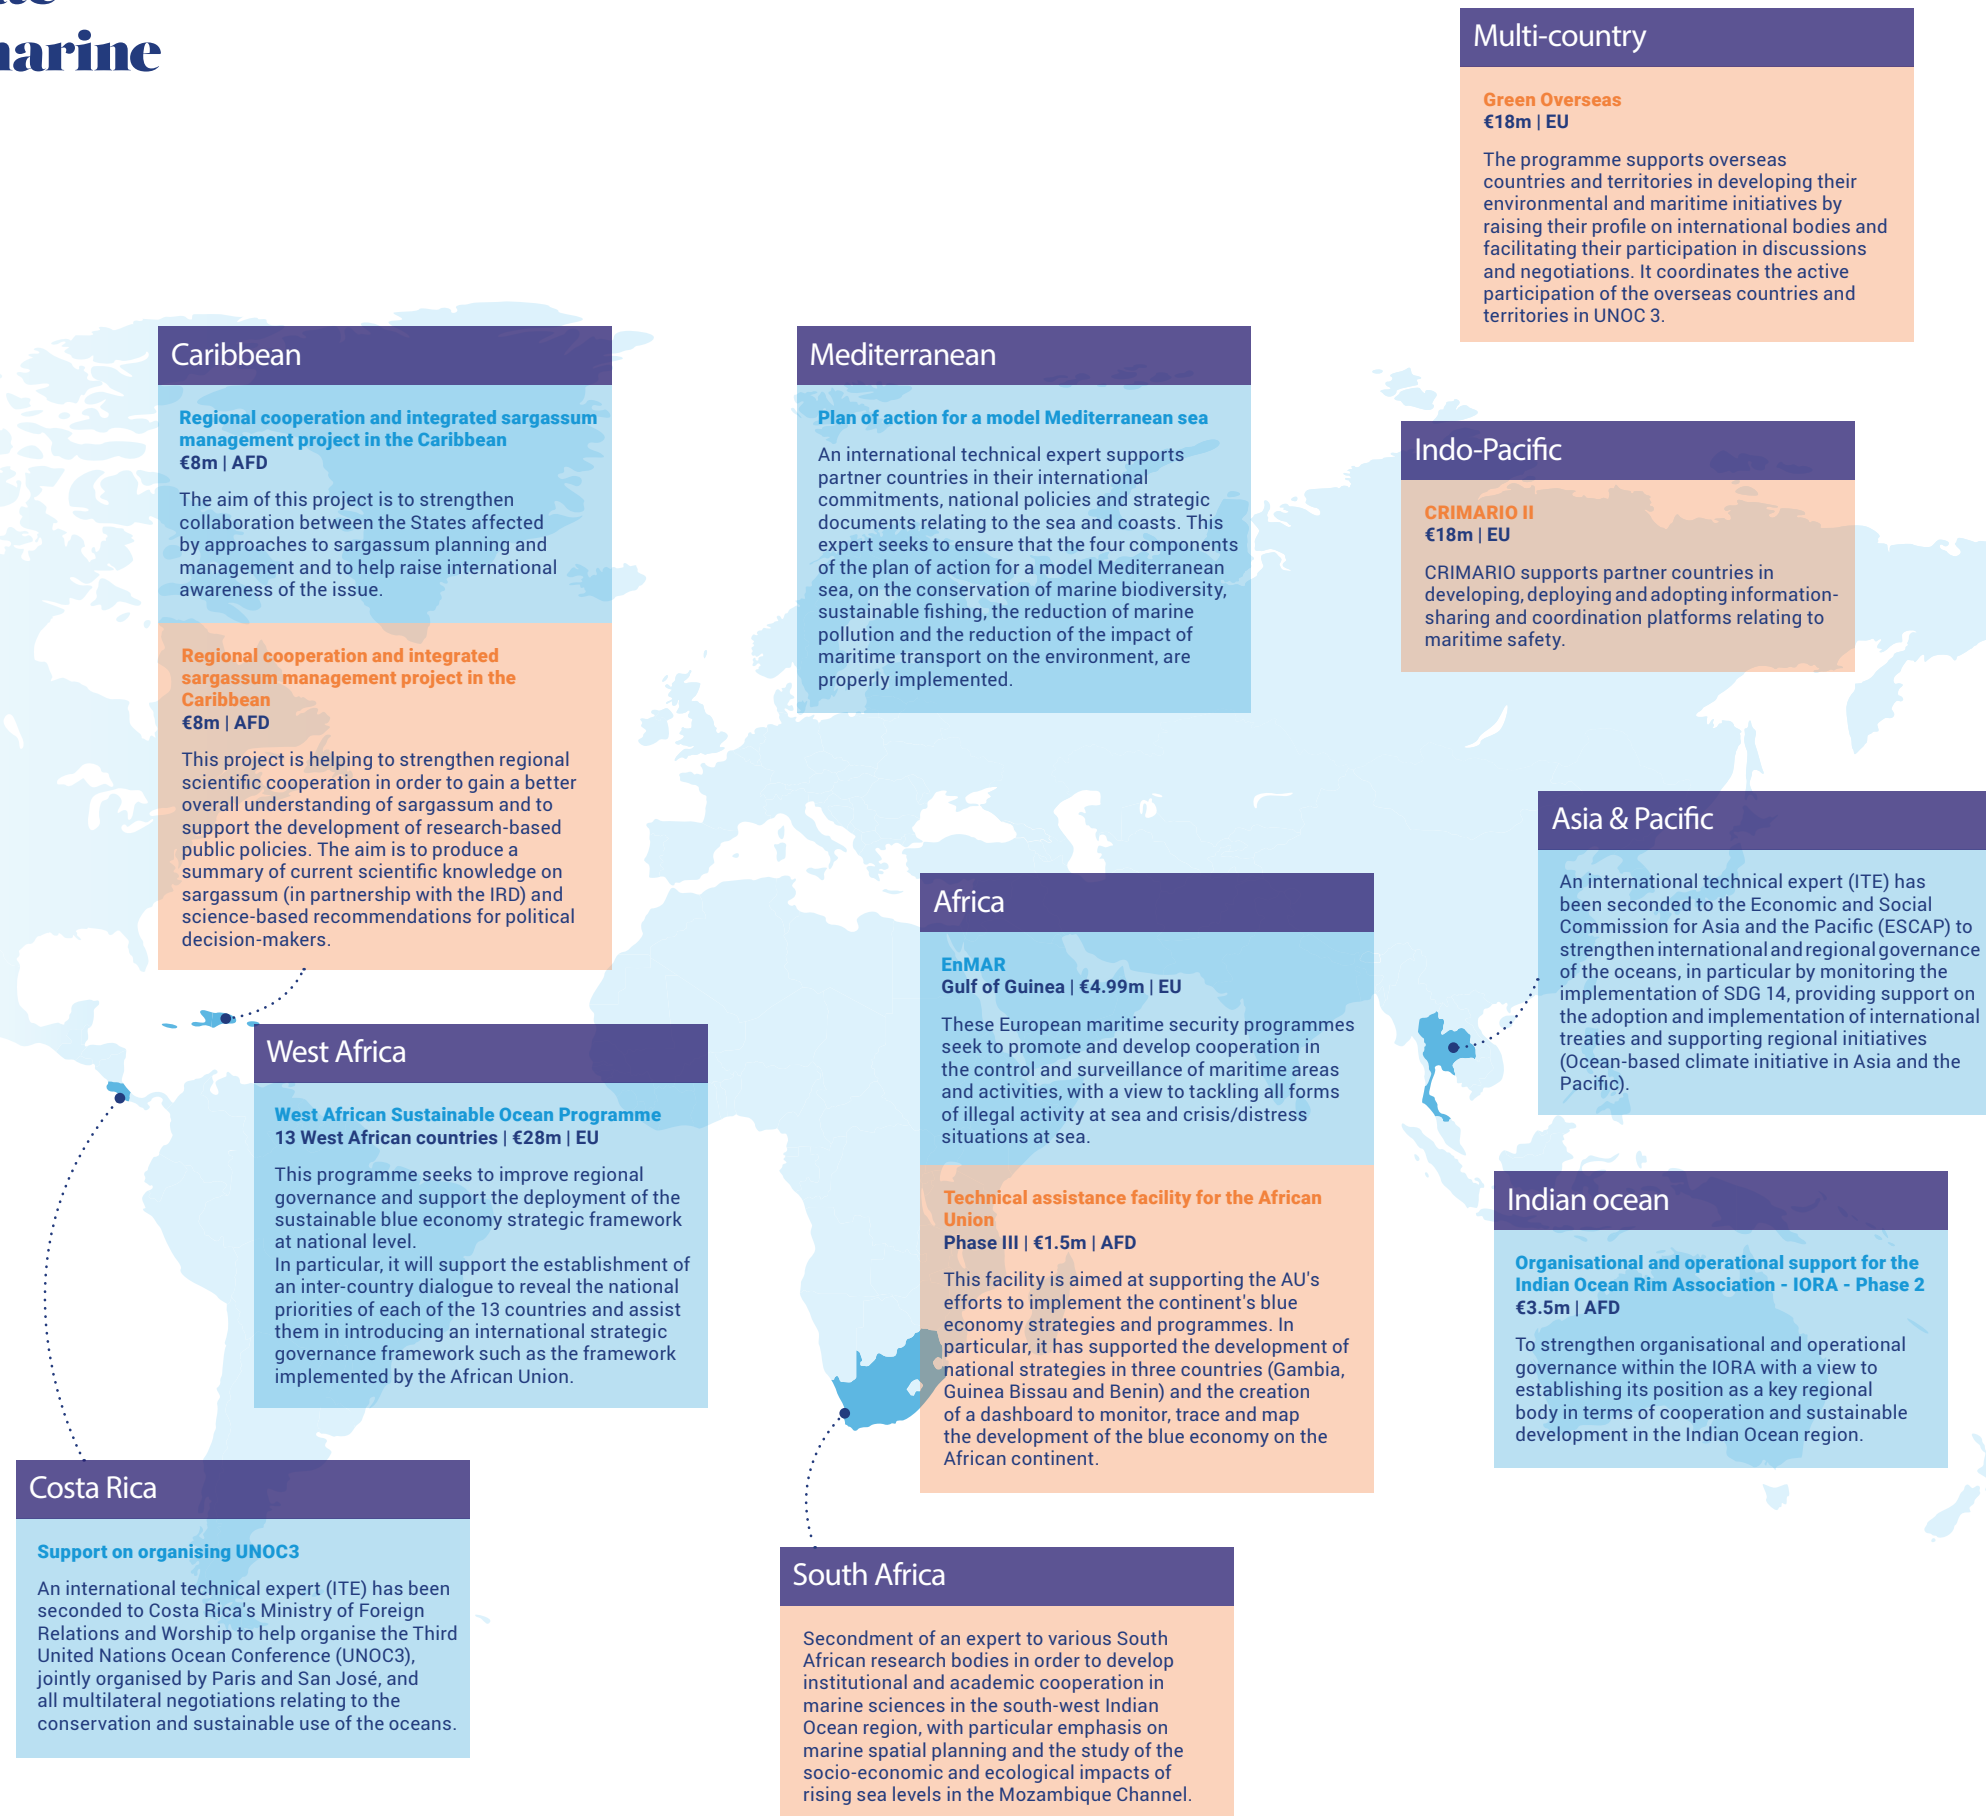 Multi-country
Green Overseas
€18m | EU
The programme supports overseas
countries and territories in developing their
environmental and maritime initiatives by
raising their profile on international bodies and
facilitating their participation in discussions
and negotiations. It coordinates the active
participation of the overseas countries and
territories in UNOC 3.
Caribbean
Regional cooperation and integrated sargassum
management project in the Caribbean
€8m | AFD
The aim of this project is to strengthen
collaboration between the States affected
by approaches to sargassum planning and
management and to help raise international
awareness of the issue.
Regional cooperation and integrated
sargassum management project in the
Caribbean
€8m | AFD
This project is helping to strengthen regional
scientific cooperation in order to gain a better
overall understanding of sargassum and to
support the development of research-based
public policies. The aim is to produce a
summary of current scientific knowledge on
sargassum (in partnership with the IRD) and
science-based recommendations for political
decision-makers.
Mediterranean
Plan of action for a model Mediterranean sea
An international technical expert supports
partner countries in their international
commitments, national policies and strategic
documents relating to the sea and coasts. This
expert seeks to ensure that the four components
of the plan of action for a model Mediterranean
sea, on the conservation of marine biodiversity,
sustainable fishing, the reduction of marine
pollution and the reduction of the impact of
maritime transport on the environment, are
properly implemented.
Indo-Pacific
CRIMARIO II
€18m | EU
CRIMARIO supports partner countries in
developing, deploying and adopting information-
sharing and coordination platforms relating to
maritime safety.
Asia & Pacific
An international technical expert (ITE) has
been seconded to the Economic and Social
Commission for Asia and the Pacific (ESCAP) to
strengthen international and regional governance
of the oceans, in particular by monitoring the
implementation of SDG 14, providing support on
the adoption and implementation of international
treaties and supporting regional initiatives
(Ocean-based climate initiative in Asia and the
Pacific).
Africa
EnMAR
Gulf of Guinea | €4.99m | EU
These European maritime security programmes
seek to promote and develop cooperation in
the control and surveillance of maritime areas
and activities, with a view to tackling all forms
of illegal activity at sea and crisis/distress
situations at sea.
Technical assistance facility for the African
Union
Phase III | €1.5m | AFD
This facility is aimed at supporting the AU's
efforts to implement the continent's blue
economy strategies and programmes. In
particular, it has supported the development of
national strategies in three countries (Gambia,
Guinea Bissau and Benin) and the creation
of a dashboard to monitor, trace and map
the development of the blue economy on the
African continent.
West Africa
West African Sustainable Ocean Programme
13 West African countries | €28m | EU
This programme seeks to improve regional
governance and support the deployment of the
sustainable blue economy strategic framework
at national level.
In particular, it will support the establishment of
an inter-country dialogue to reveal the national
priorities of each of the 13 countries and assist
them in introducing an international strategic
governance framework such as the framework
implemented by the African Union.
Indian ocean
Organisational and operational support for the
Indian Ocean Rim Association - IORA - Phase 2
€3.5m | AFD
To strengthen organisational and operational
governance within the IORA with a view to
establishing its position as a key regional
body in terms of cooperation and sustainable
development in the Indian Ocean region.
Costa Rica
Support on organising UNOC3
An international technical expert (ITE) has been
seconded to Costa Rica's Ministry of Foreign
Relations and Worship to help organise the Third
United Nations Ocean Conference (UNOC3),
jointly organised by Paris and San José, and
all multilateral negotiations relating to the
conservation and sustainable use of the oceans.
South Africa
Secondment of an expert to various South
African research bodies in order to develop
institutional and academic cooperation in
marine sciences in the south-west Indian
Ocean region, with particular emphasis on
marine spatial planning and the study of the
socio-economic and ecological impacts of
rising sea levels in the Mozambique Channel.